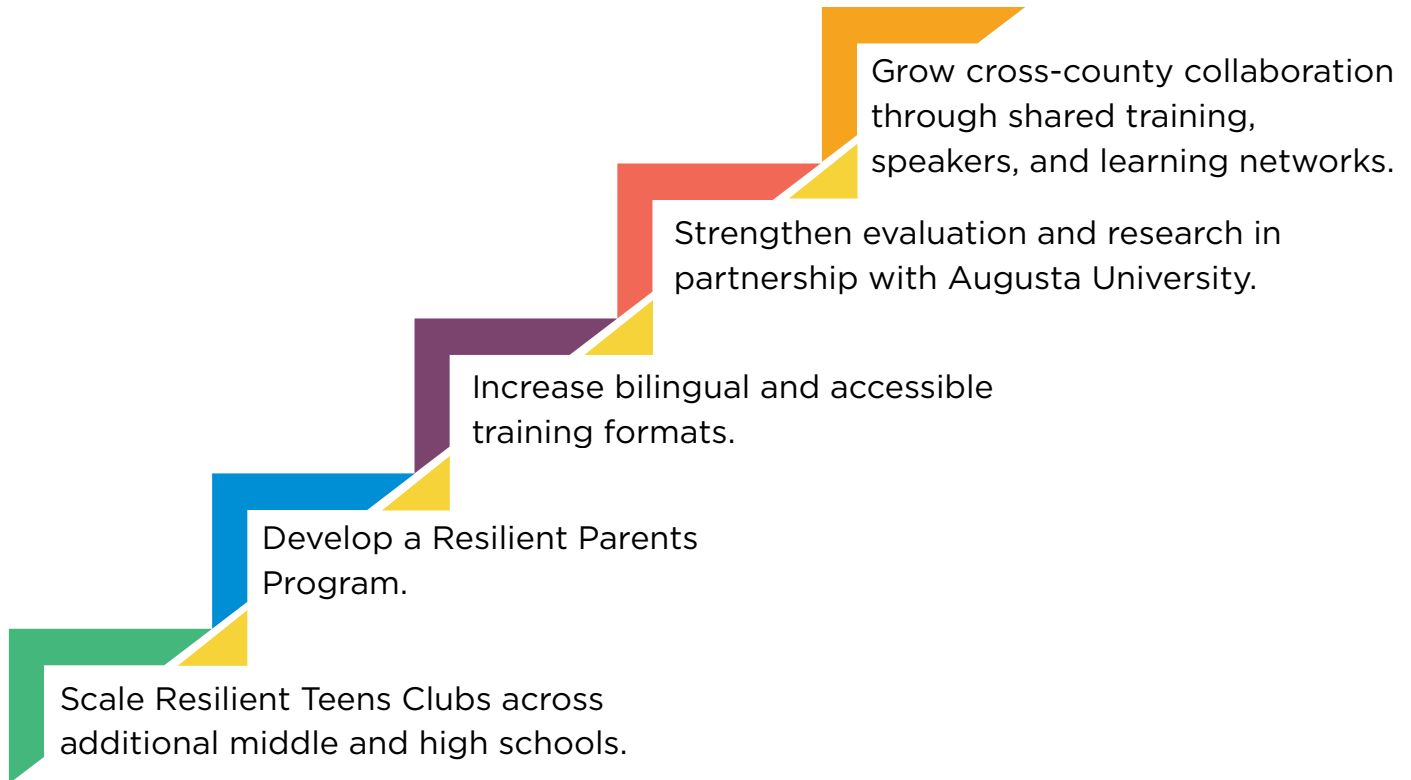 Grow cross-county collaboration
through shared training,
speakers, and learning networks.
Strengthen evaluation and research in
partnership with Augusta University.
Increase bilingual and accessible
training formats.
Develop a Resilient Parents
Program.
Scale Resilient Teens Clubs across
additional middle and high schools.